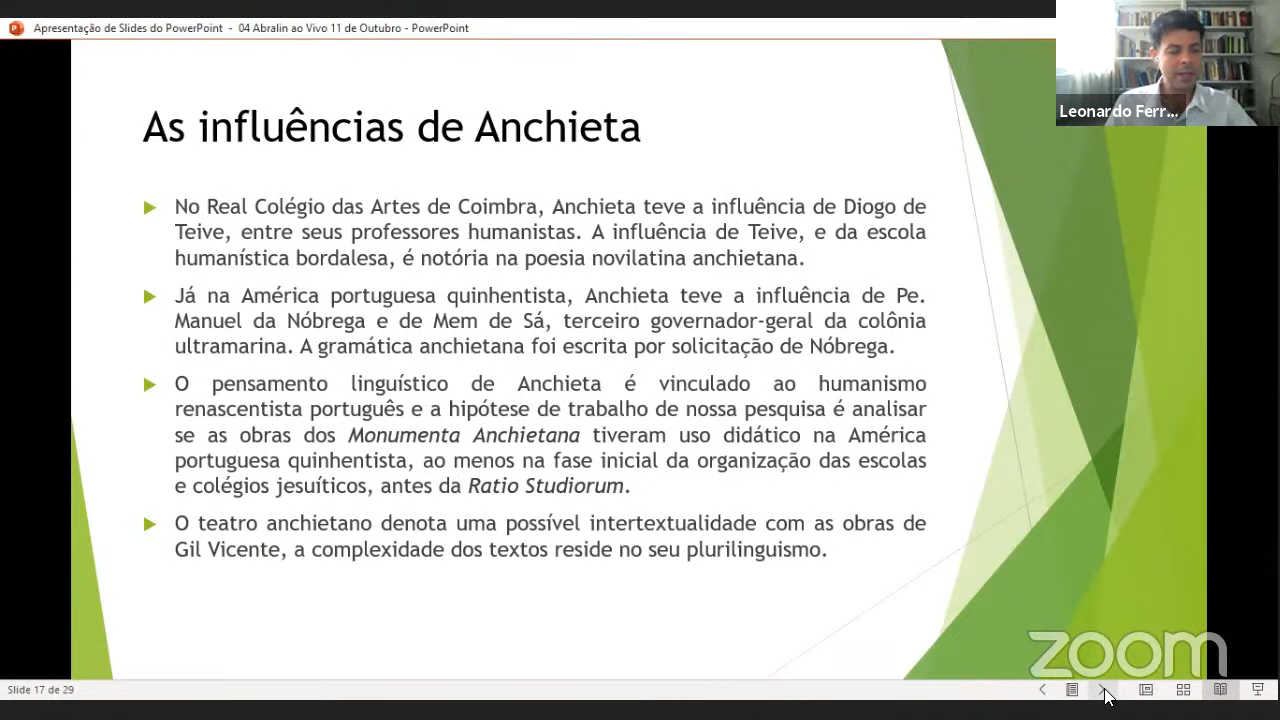 Apresentação de Slides do PowerPoint - 04 Abralin ao Vivo 11 de Outubro - PowerPoint
Leonardo Ferr...
As influências de Anchieta
No Real Colégio das Artes de Coimbra, Anchieta teve a influência de Diogo de
Teive, entre seus professores humanistas. A influência de Teive, e da escola
humanística bordalesa, é notória na poesia novilatina anchietana.
Já na América portuguesa quinhentista, Anchieta teve a influência de Pe.
Manuel da Nóbrega e de Mem de Sá, terceiro governador-geral da colônia
ultramarina. A gramática anchietana foi escrita por solicitação de Nóbrega.
O pensamento linguístico de Anchieta é vinculado ao humanismo
renascentista português e a hipótese de trabalho de nossa pesquisa é analisar
se as obras dos Monumenta Anchietana tiveram uso didático na América
portuguesa quinhentista, ao menos na fase inicial da organização das escolas
e colégios jesuíticos, antes da Ratio Studiorum.
O teatro anchietano denota uma possível intertextualidade com as obras de
Gil Vicente, a complexidade dos textos reside no seu plurilinguismo.
zoom
Slide 17 de 29